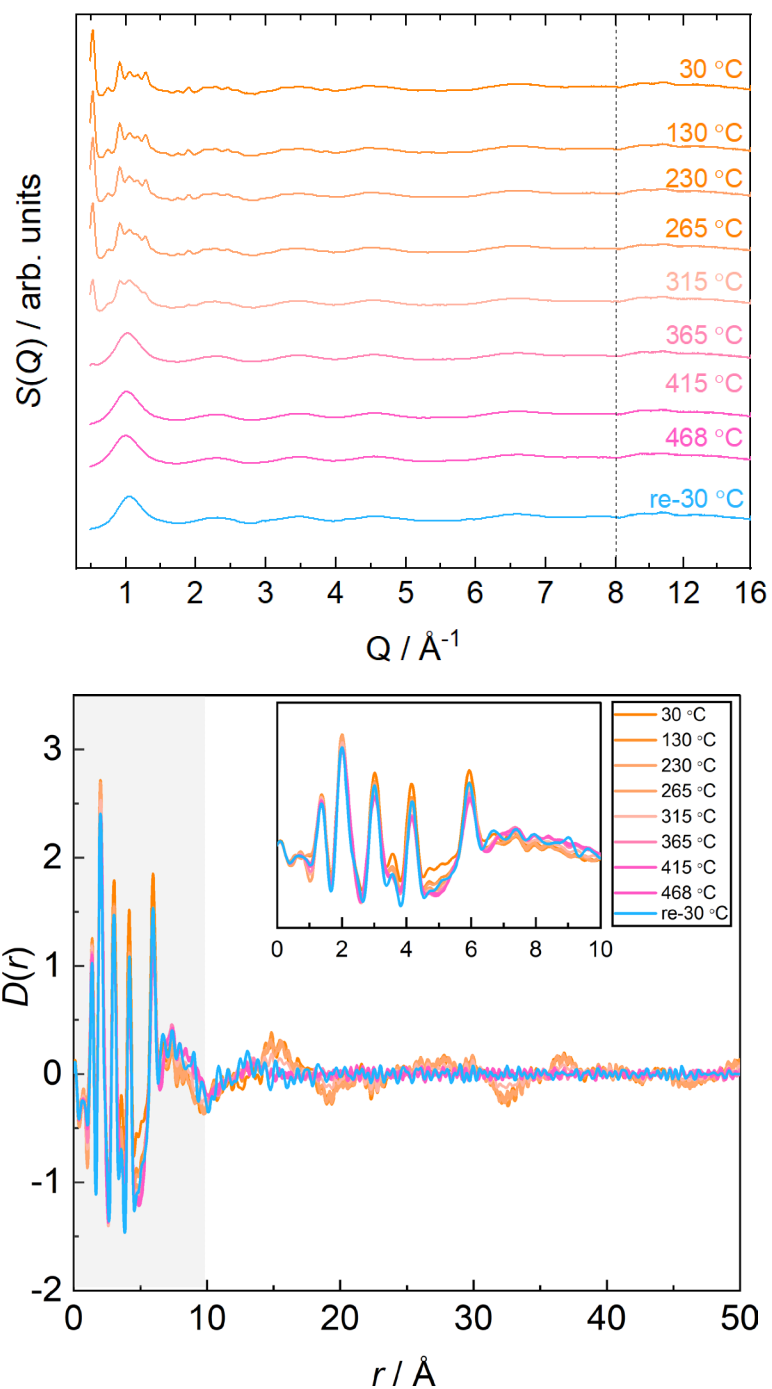 30 °C
130 °C
230 °C
265 °C
315 °C
365 °C
415 °C
468 °C
re-30 °C
S(Q) / arb. units
1 2 3 4 5 6 7 8 12 16
Q / Å-1
3
2
1
0
-1
-2
D(r)
0 2 4 6 8 10
30 °C
130 °C
230 °C
265 °C
315 °C
365 °C
415 °C
468 °C
re-30 °C
0 10 20 30 40 50
r / Å